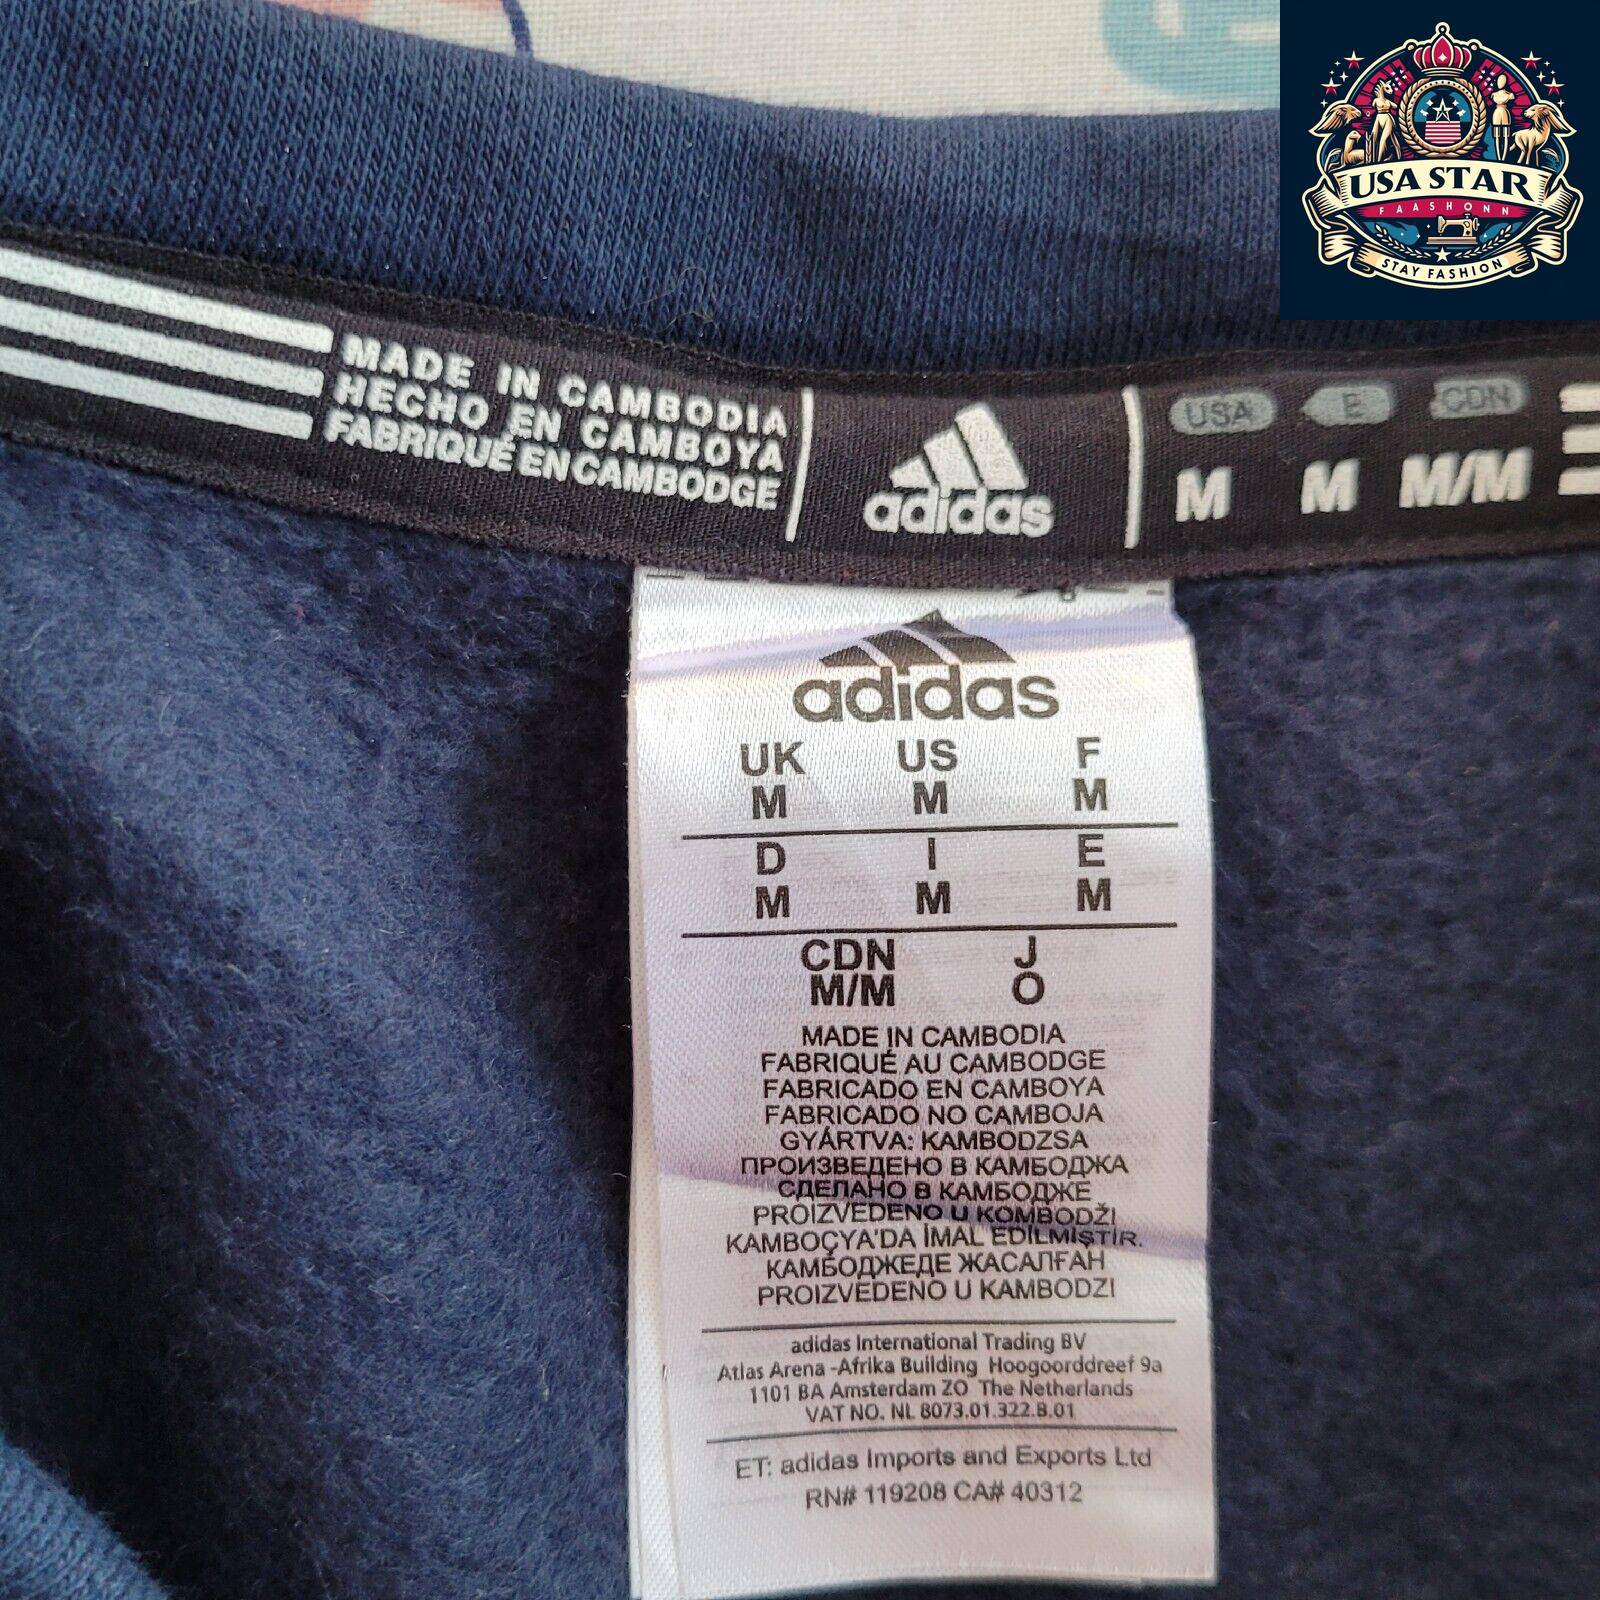 USA STAR
FAASHONN
STAY FASHION
MADE IN CAMBODIA
HECHO EN CAMBOYA
FABRIQUÉ EN CAMBODGE
adidas
USA E CDN
M M M/M
adidas
UK US F
M M M
D I E
M M M
CDN J
M/M O
MADE IN CAMBODIA
FABRIQUÉ AU CAMBODGE
FABRICADO EN CAMBOYA
FABRICADO NO CAMBOJA
GYÁRTVA: KAMBODZSA
ПРОИЗВЕДЕНО В КАМБОДЖА
СДЕЛАНО В КАМБОДЖЕ
PROIZVEDENO U KOMBODŽI
KAMBOÇYA'DA İMAL EDİLMİŞTİR.
КАМБОДЖЕДЕ ЖАСАЛҒАН
PROIZVEDENO U KAMBODZI
adidas International Trading BV
Atlas Arena -Afrika Building Hoogoorddreef 9a
1101 BA Amsterdam ZO The Netherlands
VAT NO. NL 8073.01.322.B.01
ET: adidas Imports and Exports Ltd
RN# 119208 CA# 40312